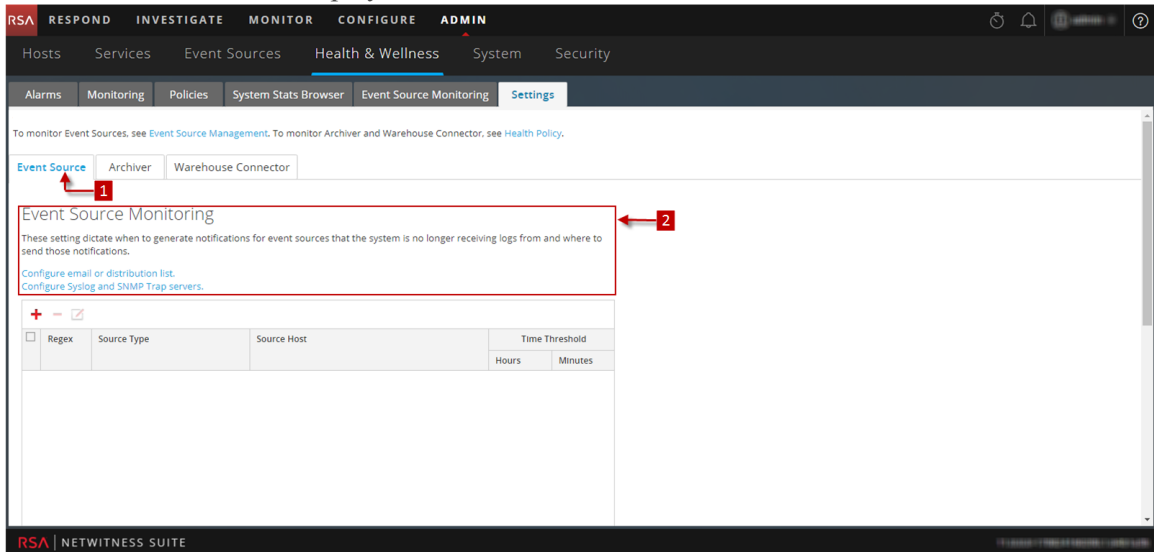 RSA RESPOND INVESTIGATE MONITOR CONFIGURE ADMIN
Hosts Services Event Sources Health & Wellness System Security
Alarms Monitoring Policies System Stats Browser Event Source Monitoring Settings
To monitor Event Sources, see Event Source Management. To monitor Archiver and Warehouse Connector, see Health Policy.
Event Source Archiver Warehouse Connector
1
Event Source Monitoring
2
These setting dictate when to generate notifications for event sources that the system is no longer receiving logs from and where to
send those notifications.
Configure email or distribution list.
Configure Syslog and SNMP Trap servers.
Regex Source Type Source Host Time Threshold
Hours Minutes
RSA NETWITNESS SUITE